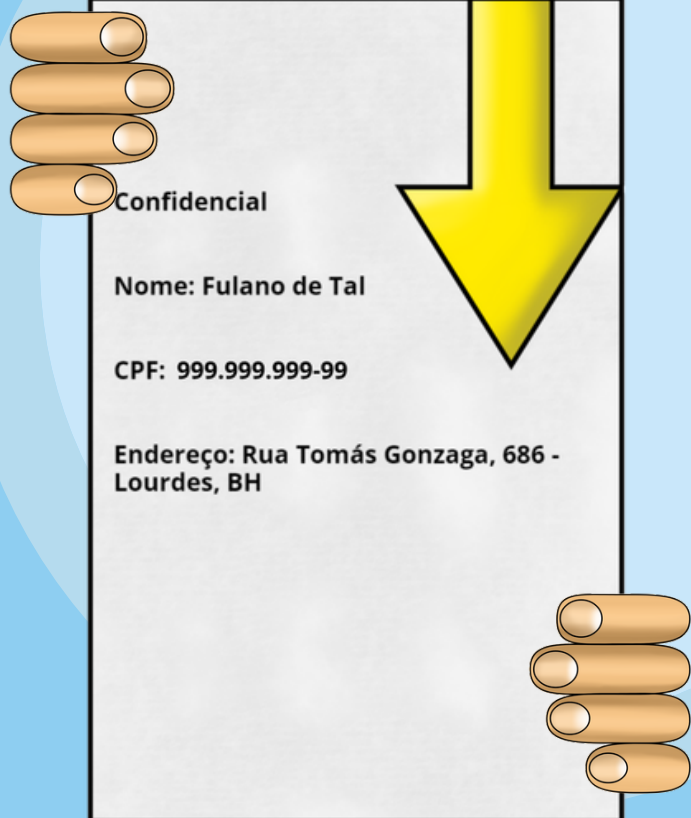 Confidencial
Nome: Fulano de Tal
CPF: 999.999.999-99
Endereço: Rua Tomás Gonzaga, 686 -
Lourdes, BH